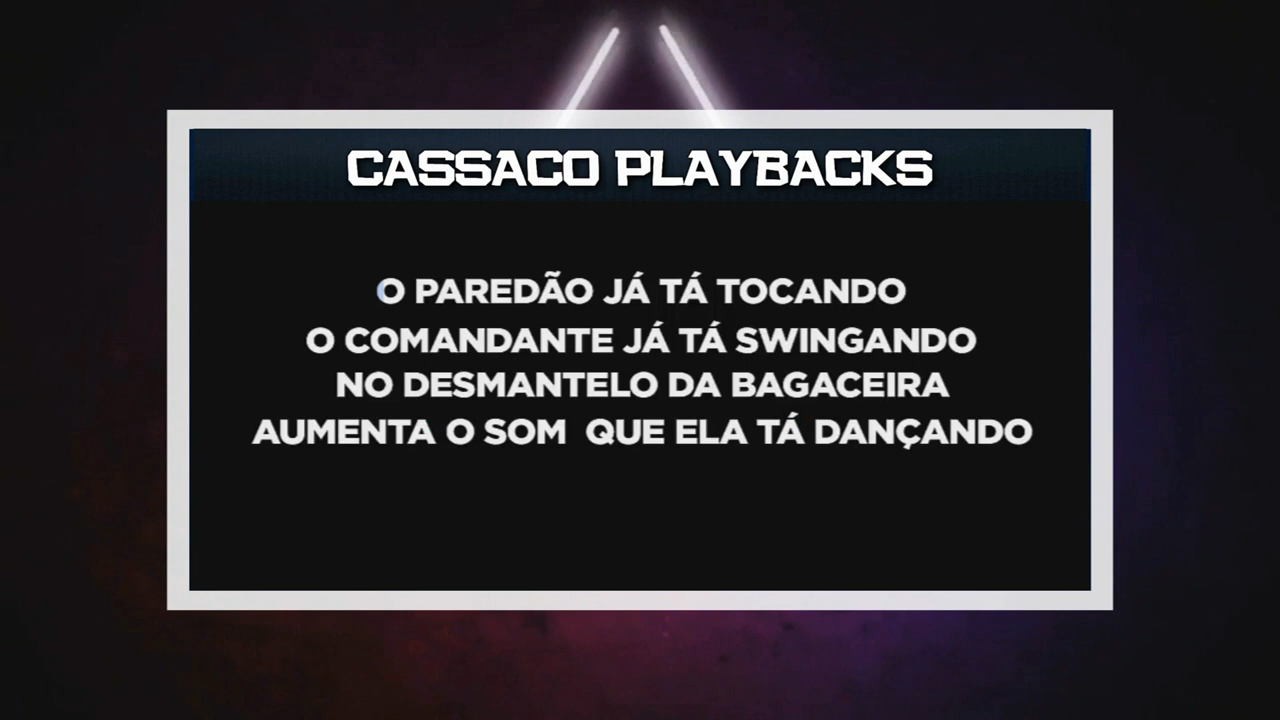 CASSACO PLAYBACKS
O PAREDÃO JÁ TÁ TOCANDO
O COMANDANTE JÁ TÁ SWINGANDO
NO DESMANTELO DA BAGACEIRA
AUMENTA O SOM  QUE ELA TÁ DANÇANDO